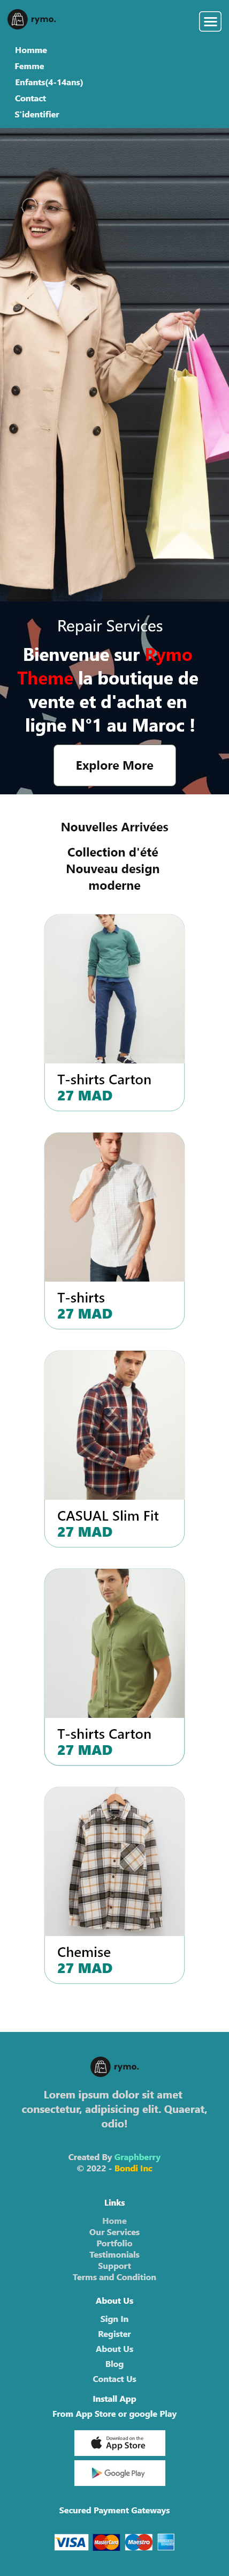 rymo.
Homme
Femme
Enfants(4-14ans)
Contact
S'identifier
Repair Services
Bienvenue sur Rymo
Theme la boutique de
vente et d'achat en
ligne N°1 au Maroc !
Explore More
Nouvelles Arrivées
Collection d'été
Nouveau design
moderne
T-shirts Carton
27 MAD
T-shirts
27 MAD
CASUAL Slim Fit
27 MAD
T-shirts Carton
27 MAD
Chemise
27 MAD
rymo.
Lorem ipsum dolor sit amet
consectetur, adipisicing elit. Quaerat,
odio!
Created By Graphberry
© 2022 - Bondi Inc
Links
Home
Our Services
Portfolio
Testimonials
Support
Terms and Condition
About Us
Sign In
Register
About Us
Blog
Contact Us
Install App
From App Store or google Play
Download on the
App Store
Google Play
Secured Payment Gateways
VISA MasterCard Maestro